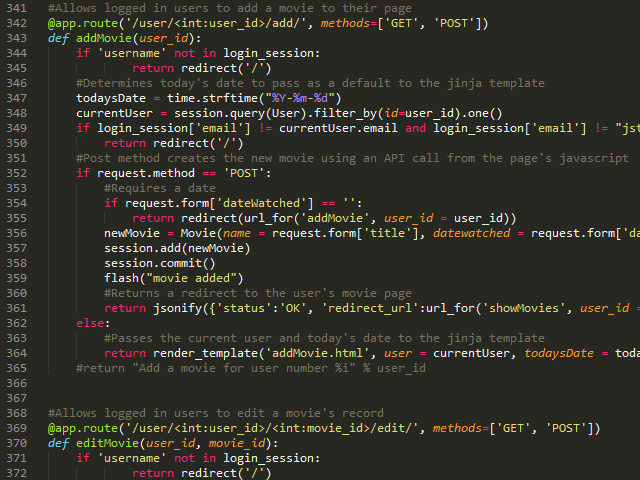 341 #Allows logged in users to add a movie to their page
342 @app.route('/user/<int:user_id>/add/', methods=['GET', 'POST'])
343 def addMovie(user_id):
344     if 'username' not in login_session:
345             return redirect('/')
346     #Determines today's date to pass as a default to the jinja template
347     todaysDate = time.strftime("%Y-%m-%d")
348     currentUser = session.query(User).filter_by(id=user_id).one()
349     if login_session['email'] != currentUser.email and login_session['email'] != "jst
350         return redirect('/')
351     #Post method creates the new movie using an API call from the page's javascript
352     if request.method == 'POST':
353         #Requires a date
354         if request.form['dateWatched'] == '':
355             return redirect(url_for('addMovie', user_id = user_id))
356         newMovie = Movie(name = request.form['title'], datewatched = request.form['da
357         session.add(newMovie)
358         session.commit()
359         flash("movie added")
360         #Returns a redirect to the user's movie page
361         return jsonify({'status':'OK', 'redirect_url':url_for('showMovies', user_id =
362     else:
363         #Passes the current user and today's date to the jinja template
364         return render_template('addMovie.html', user = currentUser, todaysDate = toda
365     #return "Add a movie for user number %i" % user_id
366
367
368 #Allows logged in users to edit a movie's record
369 @app.route('/user/<int:user_id>/<int:movie_id>/edit/', methods=['GET', 'POST'])
370 def editMovie(user_id, movie_id):
371     if 'username' not in login_session:
372             return redirect('/')